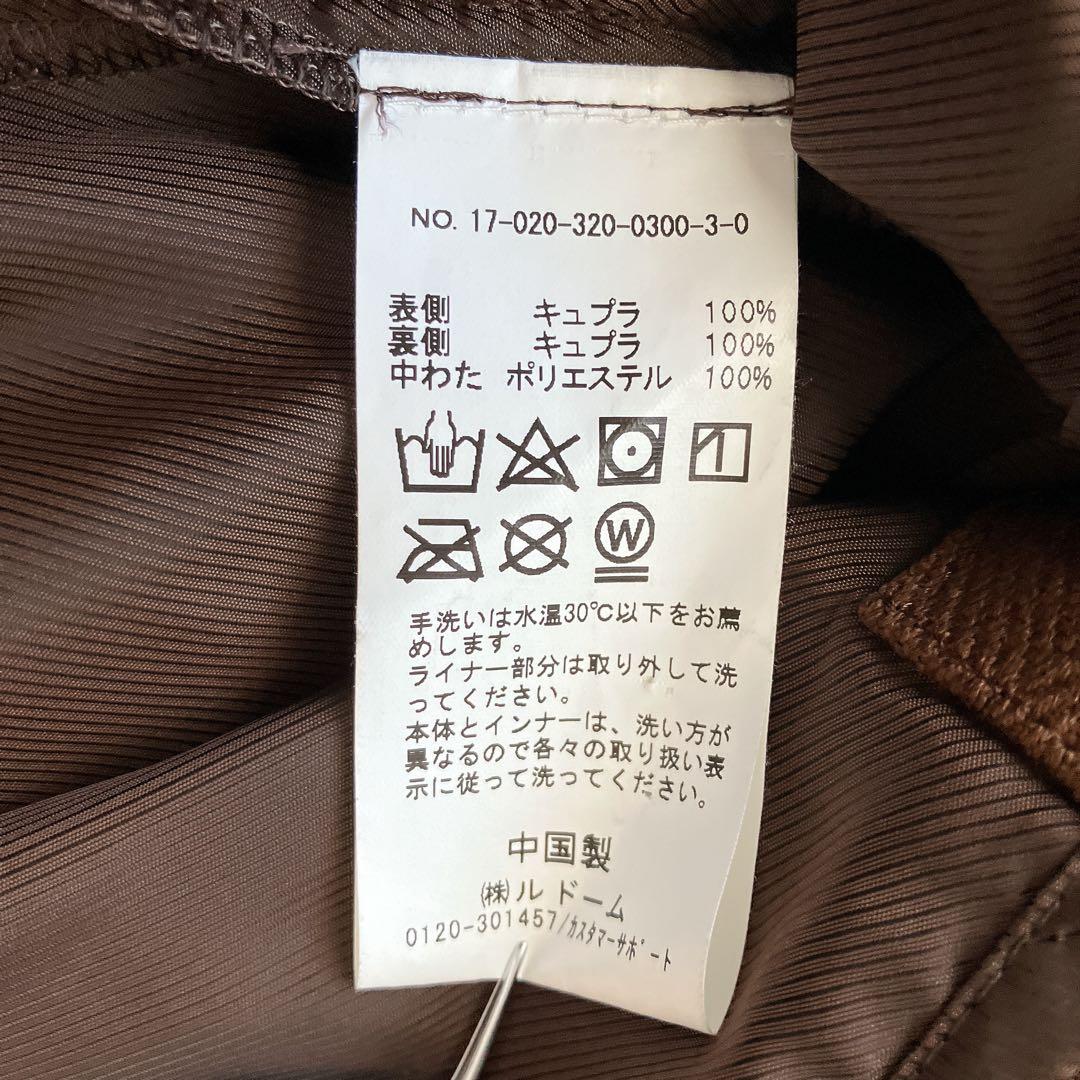 NO. 17-020-320-0300-3-0
表側 キュプラ 100%
裏側 キュプラ 100%
中わた ポリエステル 100%
W
手洗いは水温30℃以下をお薦
めします。
ライナー部分は取り外して洗
ってください。
本体とインナーは、洗い方が
異なるので各々の取り扱い表
示に従って洗ってください。
中国製
㈱ルドーム
0120-301457/ｶｽﾀﾏｰｻﾎﾟｰﾄ